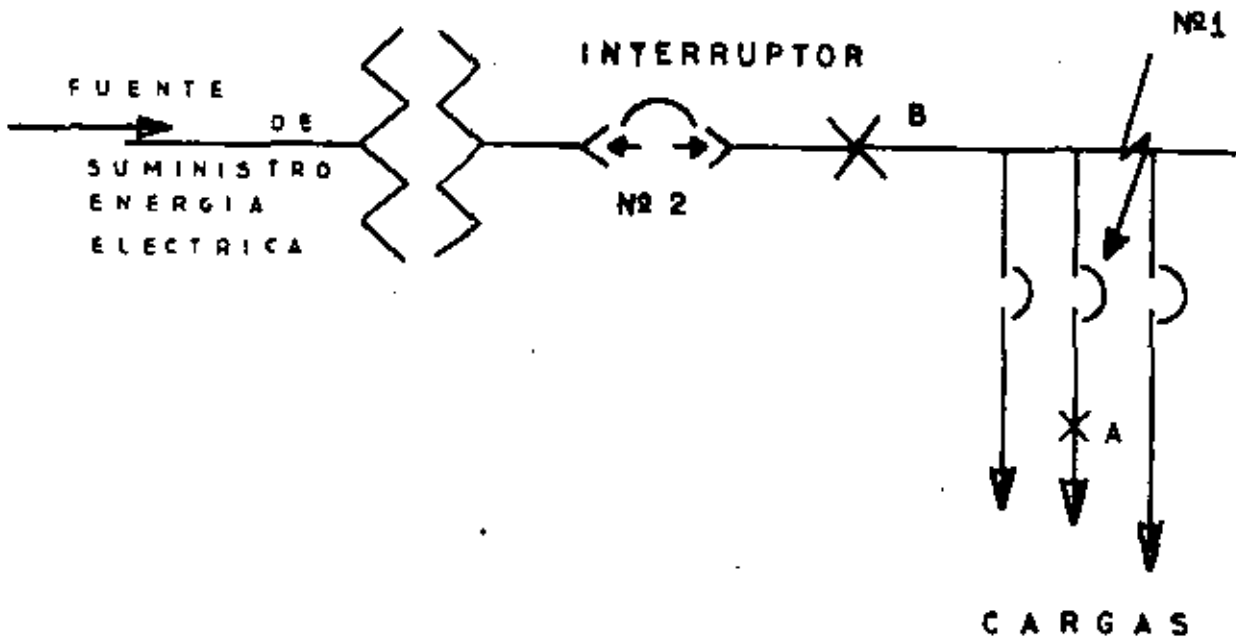 Nº1
INTERRUPTOR
FUENTE
DE
SUMINISTRO
ENERGIA
ELECTRICA
B
Nº 2
A
CARGAS